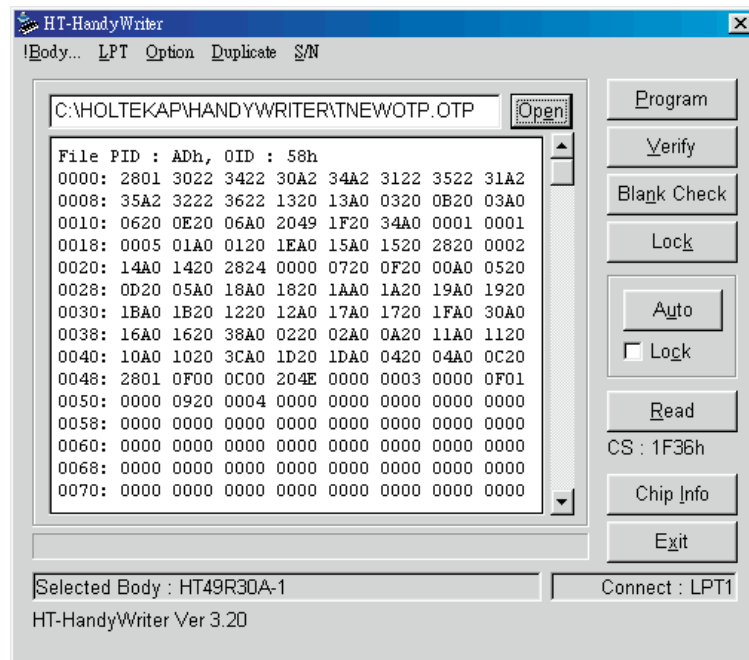 HT-HandyWriter
!Body... LPT Option Duplicate S/N
C:\HOLTEKAP\HANDYWRITER\TNEWOTP.OTP Open
File PID : ADh, OID : 58h
0000: 2801 3022 3422 30A2 34A2 3122 3522 31A2
0008: 35A2 3222 3622 1320 13A0 0320 0B20 03A0
0010: 0620 0E20 06A0 2049 1F20 34A0 0001 0001
0018: 0005 01A0 0120 1EA0 15A0 1520 2820 0002
0020: 14A0 1420 2824 0000 0720 0F20 00A0 0520
0028: 0D20 05A0 18A0 1820 1AA0 1A20 19A0 1920
0030: 1BA0 1B20 1220 12A0 17A0 1720 1FA0 30A0
0038: 16A0 1620 38A0 0220 02A0 0A20 11A0 1120
0040: 10A0 1020 3CA0 1D20 1DA0 0420 04A0 0C20
0048: 2801 0F00 0C00 204E 0000 0003 0000 0F01
0050: 0000 0920 0004 0000 0000 0000 0000 0000
0058: 0000 0000 0000 0000 0000 0000 0000 0000
0060: 0000 0000 0000 0000 0000 0000 0000 0000
0068: 0000 0000 0000 0000 0000 0000 0000 0000
0070: 0000 0000 0000 0000 0000 0000 0000 0000
Program
Verify
Blank Check
Lock
Auto
Lock
Read
CS : 1F36h
Chip Info
Exit
Selected Body : HT49R30A-1
Connect : LPT1
HT-HandyWriter Ver 3.20